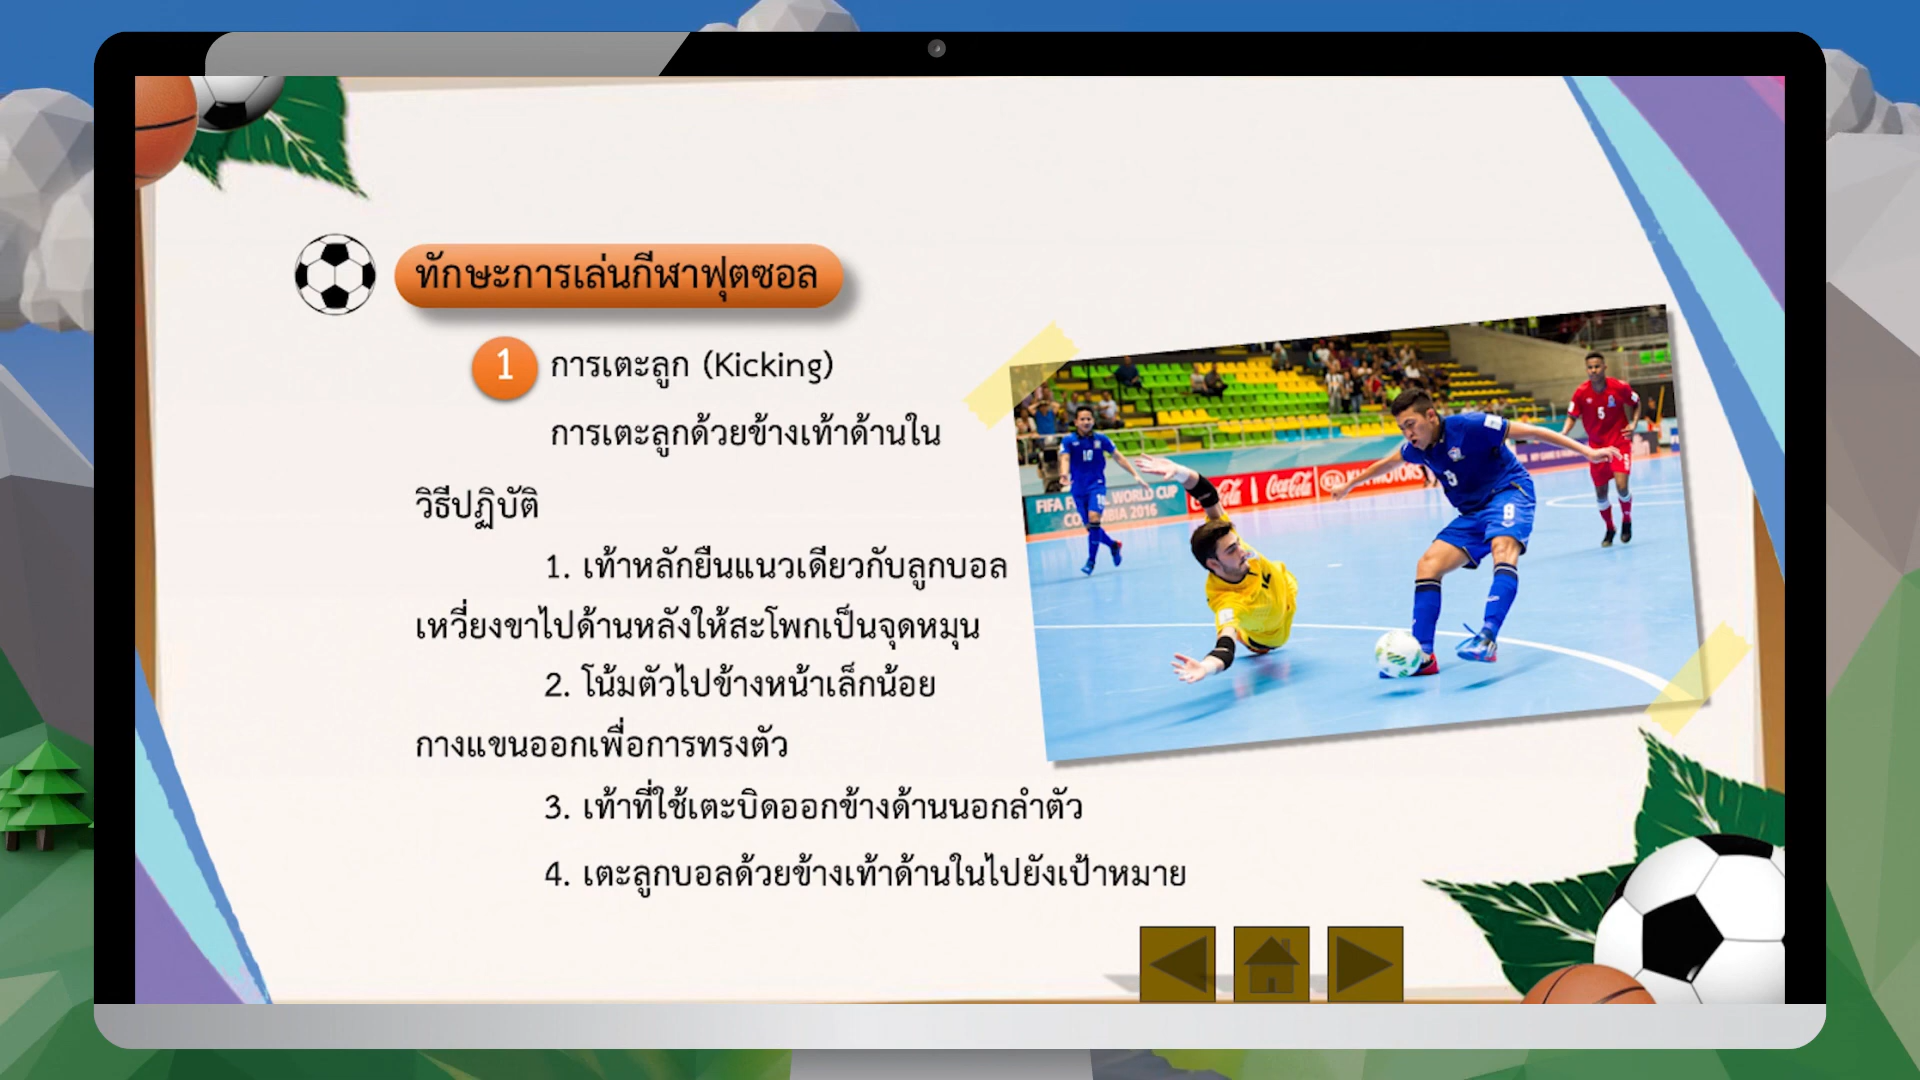 ทักษะการเล่นกีฬาฟุตซอล
1 การเตะลูก (Kicking)
การเตะลูกด้วยข้างเท้าด้านใน
วิธีปฏิบัติ
1. เท้าหลักยืนแนวเดียวกับลูกบอล
เหวี่ยงขาไปด้านหลังให้สะโพกเป็นจุดหมุน
2. โน้มตัวไปข้างหน้าเล็กน้อย
กางแขนออกเพื่อการทรงตัว
3. เท้าที่ใช้เตะบิดออกข้างด้านนอกลำตัว
4. เตะลูกบอลด้วยข้างเท้าด้านในไปยังเป้าหมาย
10
5
9
9
WORLD CUP
2016
Coca-Cola
KIA MOTORS